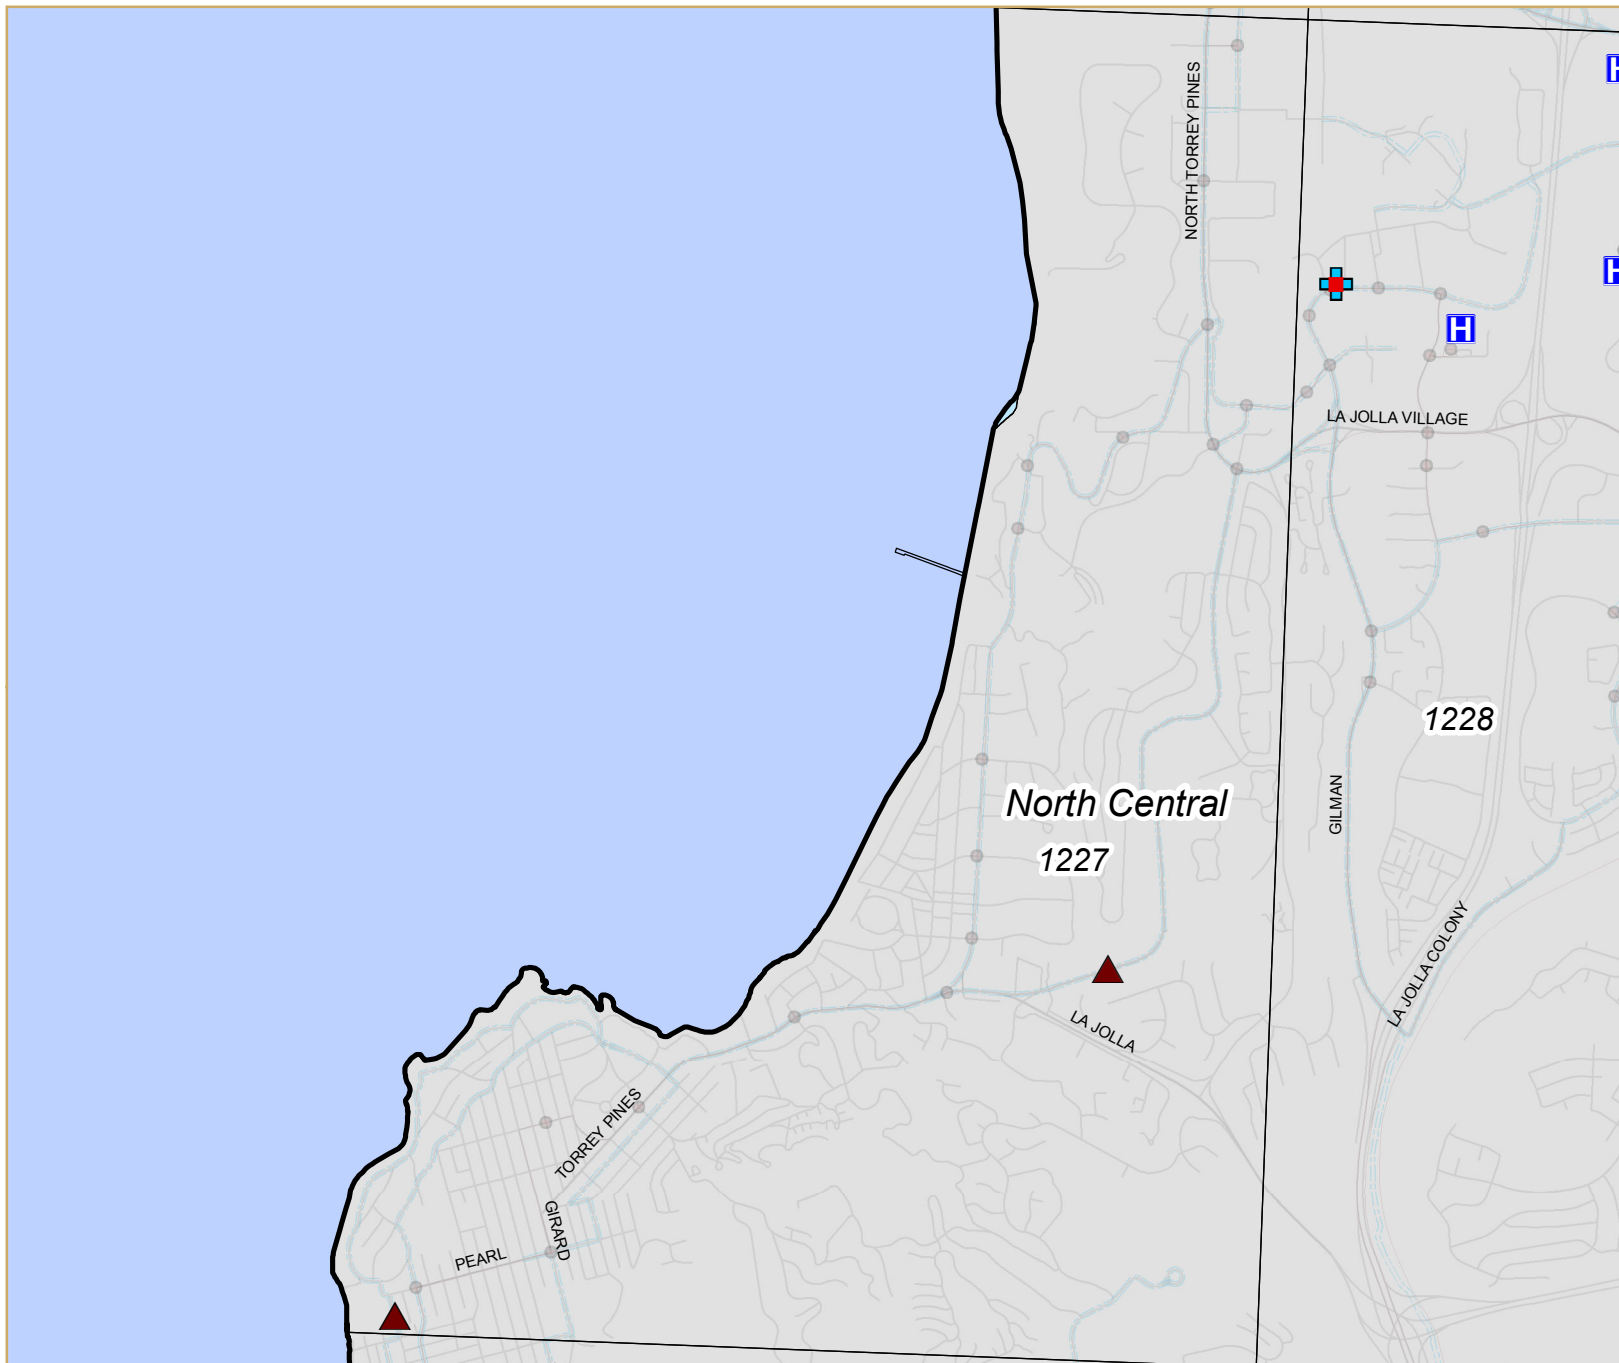 NORTH TORREY PINES
H
H
H
LA JOLLA VILLAGE
1228
North Central
1227
GILMAN
LA JOLLA COLONY
LA JOLLA
TORREY PINES
GIRARD
PEARL